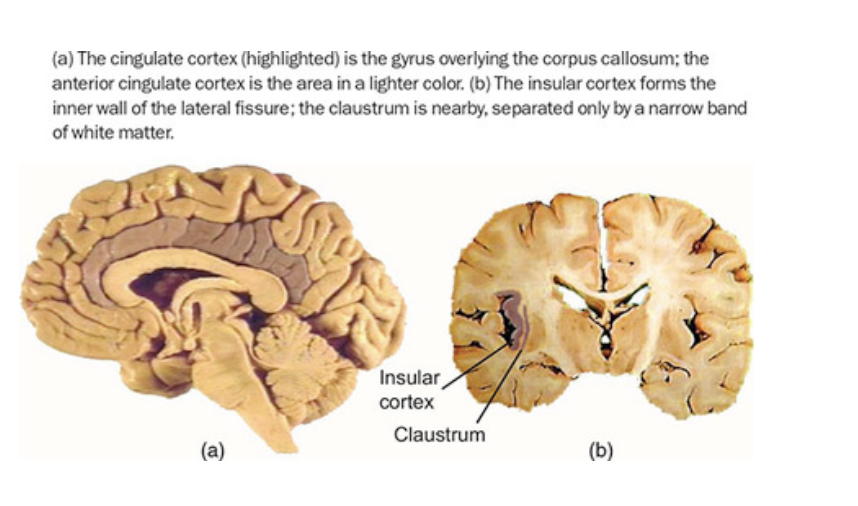 (a) The cingulate cortex (highlighted) is the gyrus overlying the corpus callosum; the
anterior cingulate cortex is the area in a lighter color. (b) The insular cortex forms the
inner wall of the lateral fissure; the claustrum is nearby, separated only by a narrow band
of white matter.
Insular
cortex
Claustrum
(a)
(b)